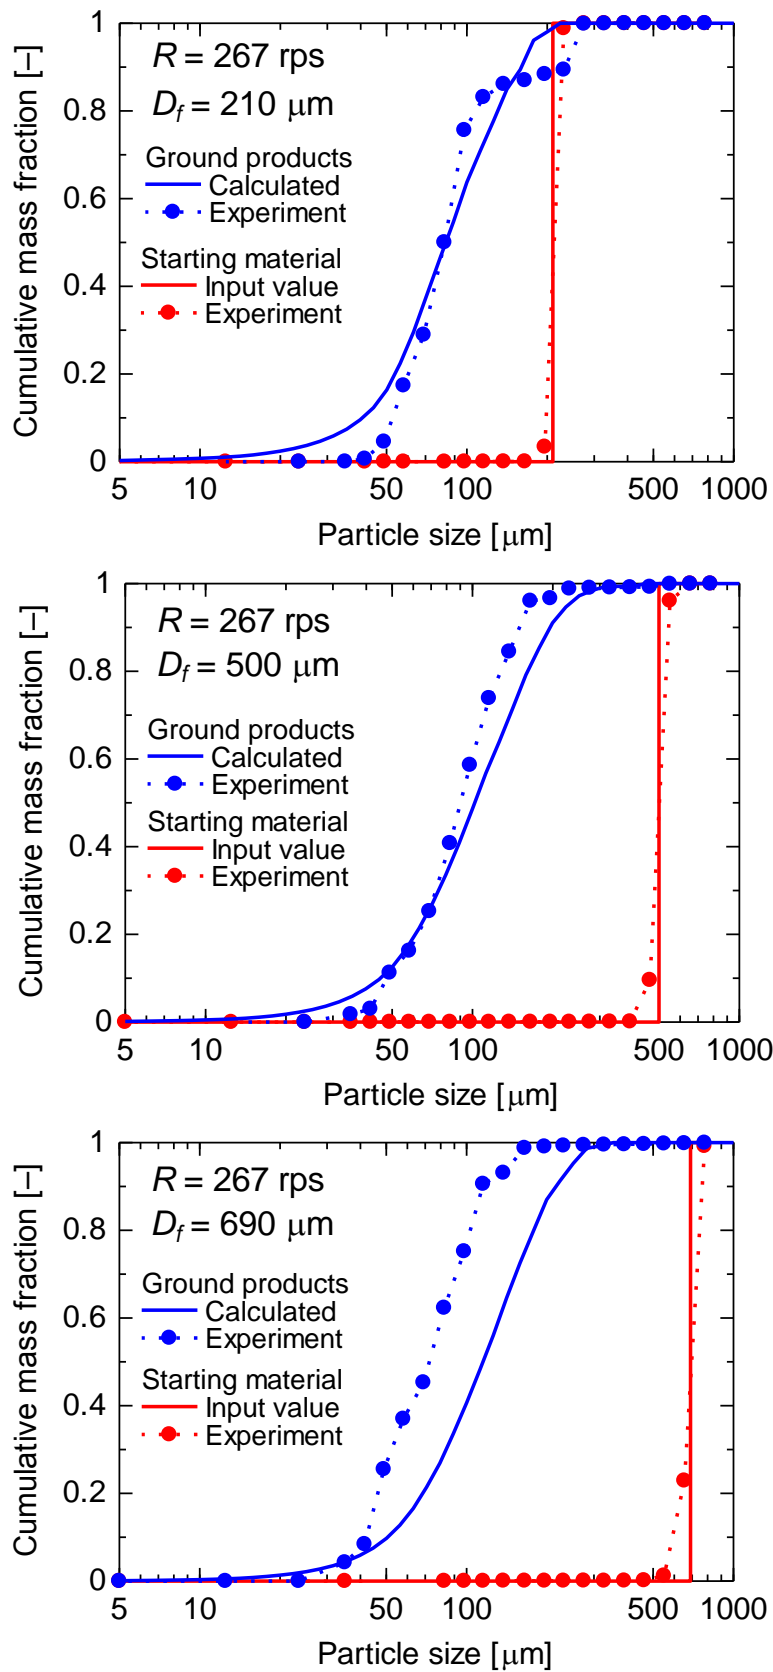 R = 267 rps
D_f = 210 μm
Ground products
Calculated
Experiment
Starting material
Input value
Experiment
Cumulative mass fraction [–]
1
0.8
0.6
0.4
0.2
0
5 10 50 100 500 1000
Particle size [μm]
R = 267 rps
D_f = 500 μm
Ground products
Calculated
Experiment
Starting material
Input value
Experiment
Cumulative mass fraction [–]
1
0.8
0.6
0.4
0.2
0
5 10 50 100 500 1000
Particle size [μm]
R = 267 rps
D_f = 690 μm
Ground products
Calculated
Experiment
Starting material
Input value
Experiment
Cumulative mass fraction [–]
1
0.8
0.6
0.4
0.2
0
5 10 50 100 500 1000
Particle size [μm]